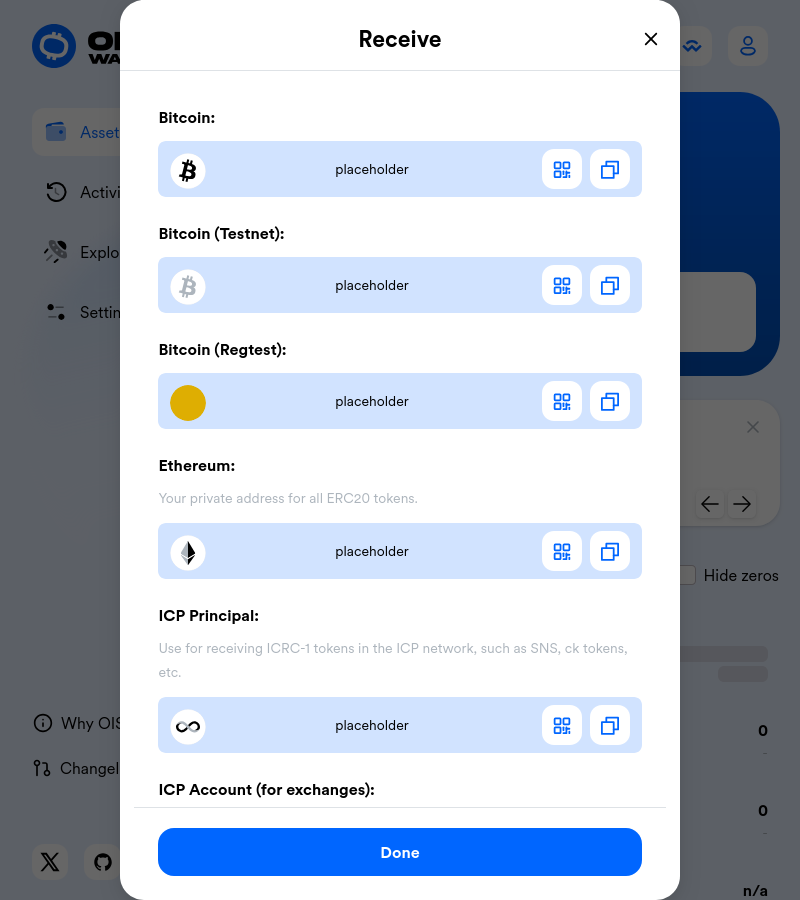 Receive
Bitcoin:
placeholder
Bitcoin (Testnet):
placeholder
Bitcoin (Regtest):
placeholder
Ethereum:
Your private address for all ERC20 tokens.
placeholder
ICP Principal:
Use for receiving ICRC-1 tokens in the ICP network, such as SNS, ck tokens,
etc.
placeholder
ICP Account (for exchanges):
Done
Asset
Activi
Explo
Settin
Hide zeros
Why OIS
Changel
0
0
n/a